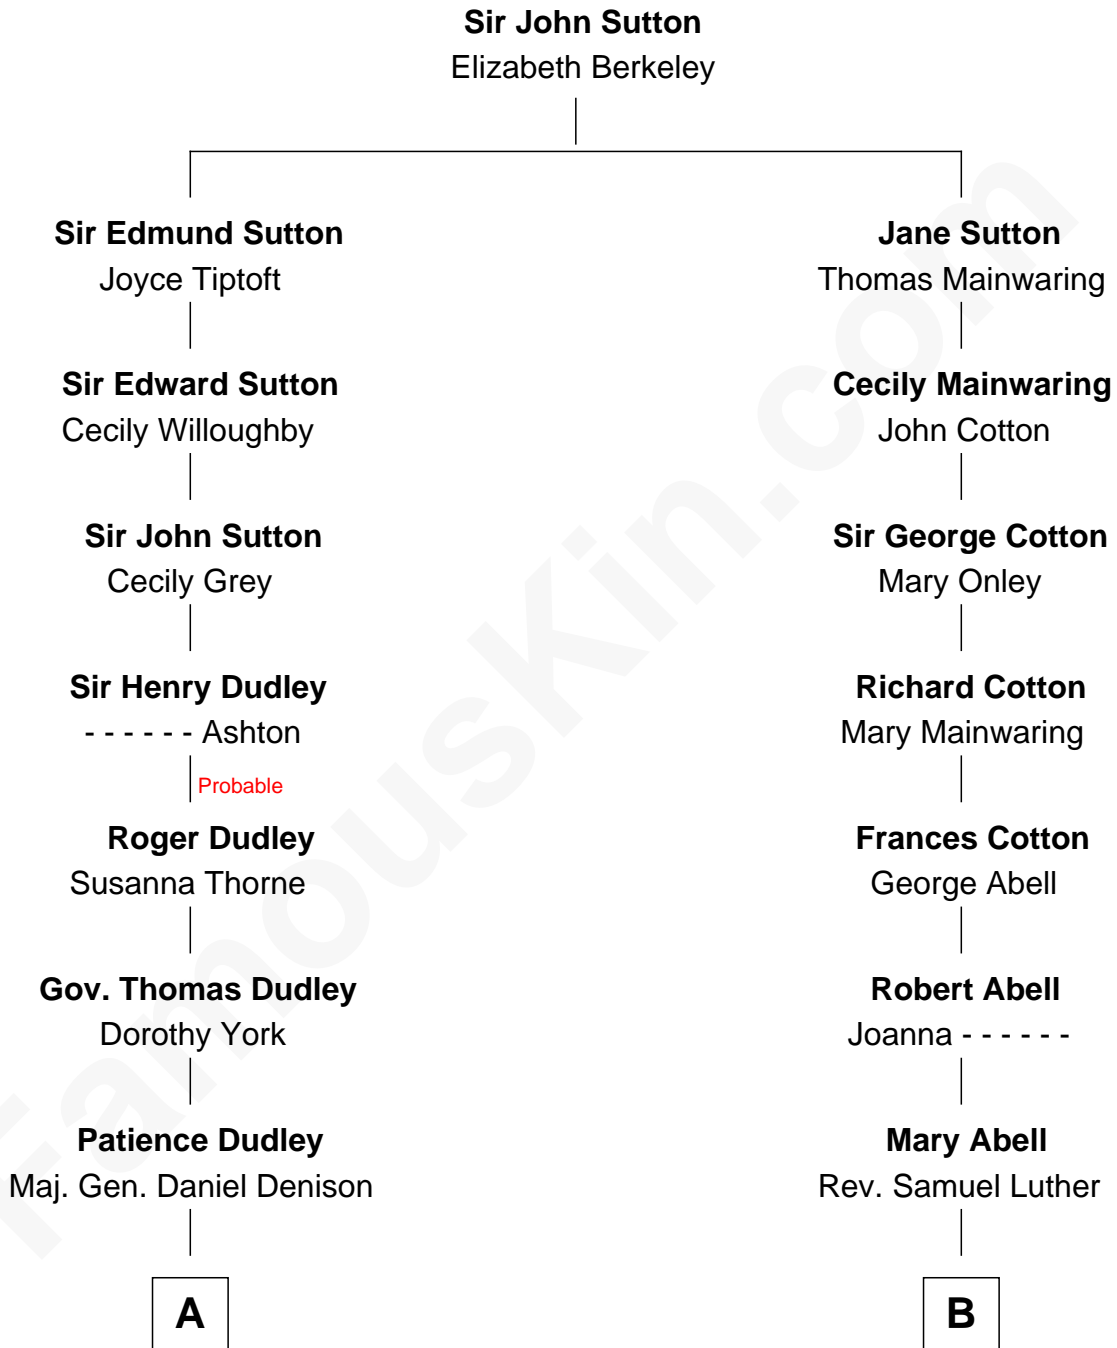 Sir John Sutton
Elizabeth Berkeley
Sir Edmund Sutton
Joyce Tiptoft
Jane Sutton
Thomas Mainwaring
Sir Edward Sutton
Cecily Willoughby
Cecily Mainwaring
John Cotton
Sir John Sutton
Cecily Grey
Sir George Cotton
Mary Onley
Sir Henry Dudley
- - - - - - Ashton
Probable
Richard Cotton
Mary Mainwaring
Roger Dudley
Susanna Thorne
Frances Cotton
George Abell
Gov. Thomas Dudley
Dorothy York
Robert Abell
Joanna - - - - - -
Patience Dudley
Maj. Gen. Daniel Denison
Mary Abell
Rev. Samuel Luther
A
B
FamousKin.com